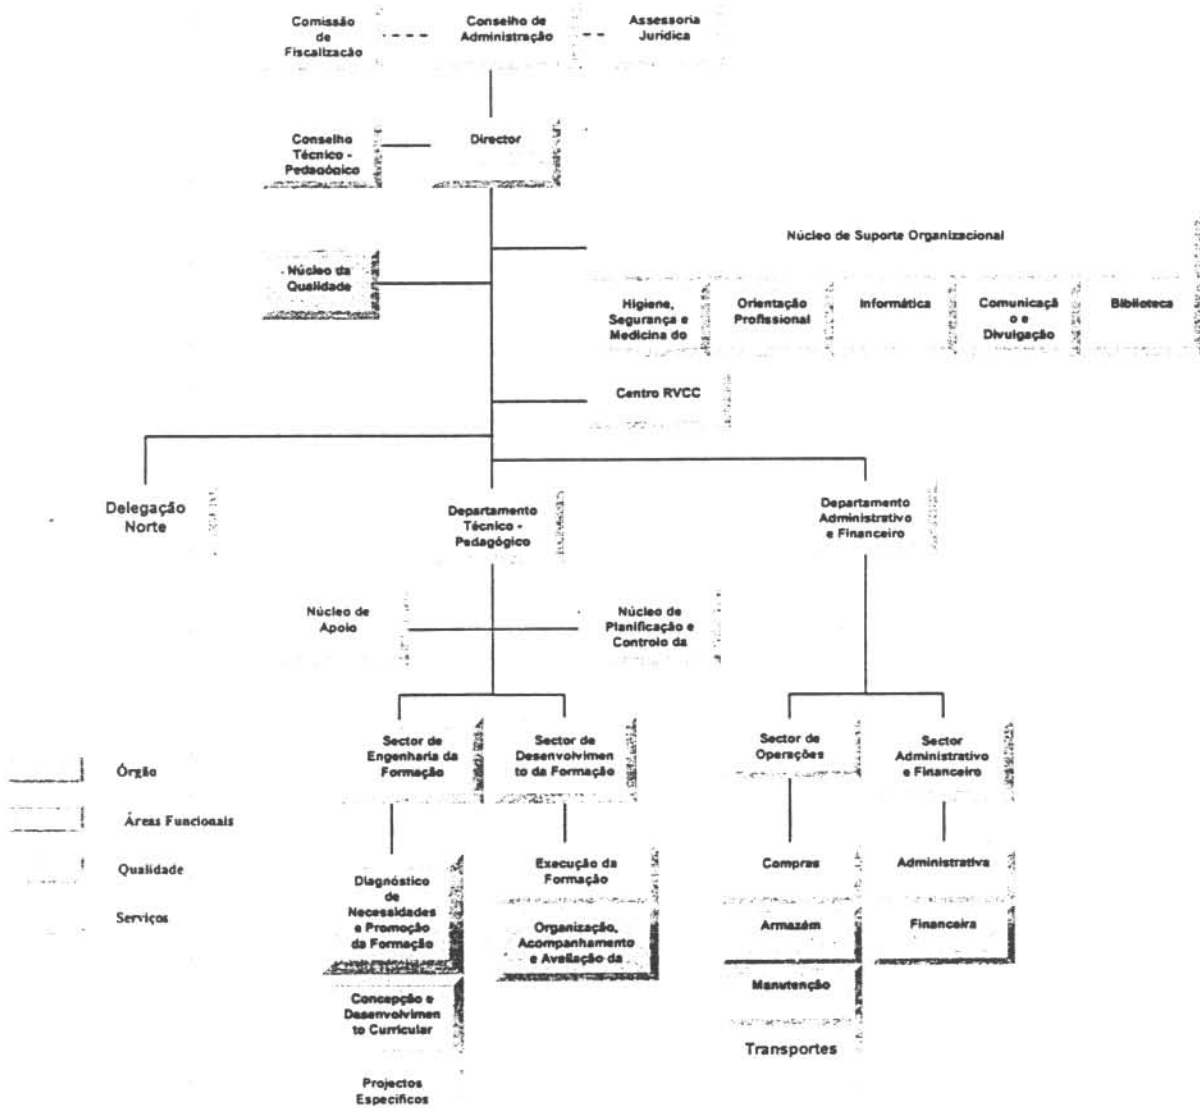 Comissão
de
Fiscalização
Conselho de
Administração
Assessoria
Jurídica
Conselho
Técnico -
Pedagógico
Director
Núcleo de Suporte Organizacional
Núcleo da
Qualidade
Higiene,
Segurança e
Medicina do
Orientação
Profissional
Informática
Comunicaçã
o e
Divulgação
Biblioteca
Centro RVCC
Delegação
Norte
Departamento
Técnico -
Pedagógico
Departamento
Administrativo
e Financeiro
Núcleo de
Apoio
Núcleo de
Planificação e
Controlo da
Sector de
Engenharia da
Formação
Sector de
Desenvolvimen
to da Formação
Sector de
Operações
Sector
Administrativo
e Financeiro
Órgão
Áreas Funcionais
Qualidade
Serviços
Diagnóstico
de
Necessidades
e Promoção
da Formação
Execução da
Formação
Compras
Administrativa
Organização,
Acompanhamento
e Avaliação da
Armazém
Financeira
Concepção e
Desenvolvimen
to Curricular
Manutenção
Transportes
Projectos
Específicos